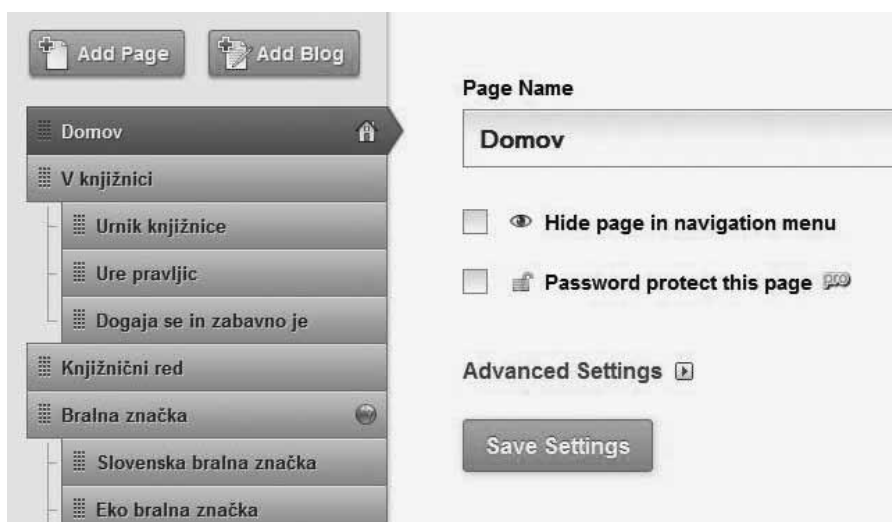 Add Page
Add Blog
Domov
V knjižnici
Urnik knjižnice
Ure pravljic
Dogaja se in zabavno je
Knjižnični red
Bralna značka
Slovenska bralna značka
Eko bralna značka
Page Name
Domov
Hide page in navigation menu
Password protect this page pro
Advanced Settings
Save Settings